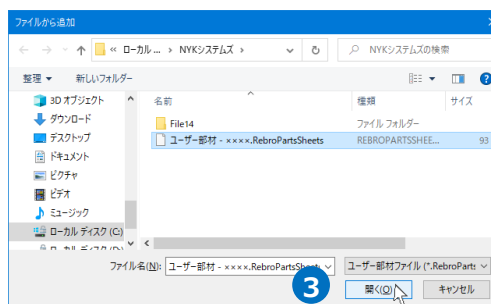 ファイルから追加
« ローカル ... › NYKシステムズ ›
NYKシステムズの検索
整理 ▼ 新しいフォルダー
名前 種類 サイズ
3D オブジェクト
ダウンロード
デスクトップ
ドキュメント
ピクチャ
ビデオ
ミュージック
ローカル ディスク (C:)
File14 ファイル フォルダー
ユーザー部材 - ××××.RebroPartsSheets REBROPARTSSHEE... 93
ファイル名(N): ユーザー部材 - ××××.RebroPartsSheets
ユーザー部材ファイル (*.RebroParts
3
開く(O) キャンセル